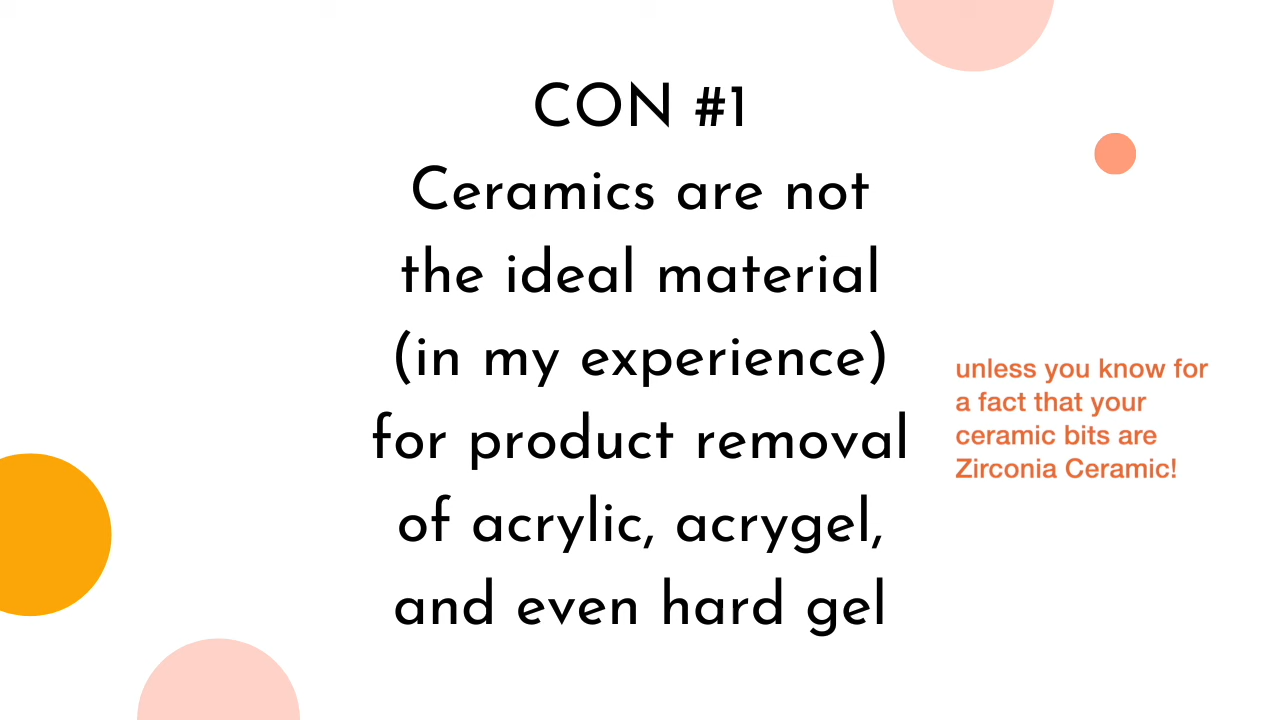 CON #1
Ceramics are not
the ideal material
(in my experience)
for product removal
of acrylic, acrygel,
and even hard gel
unless you know for
a fact that your
ceramic bits are
Zirconia Ceramic!